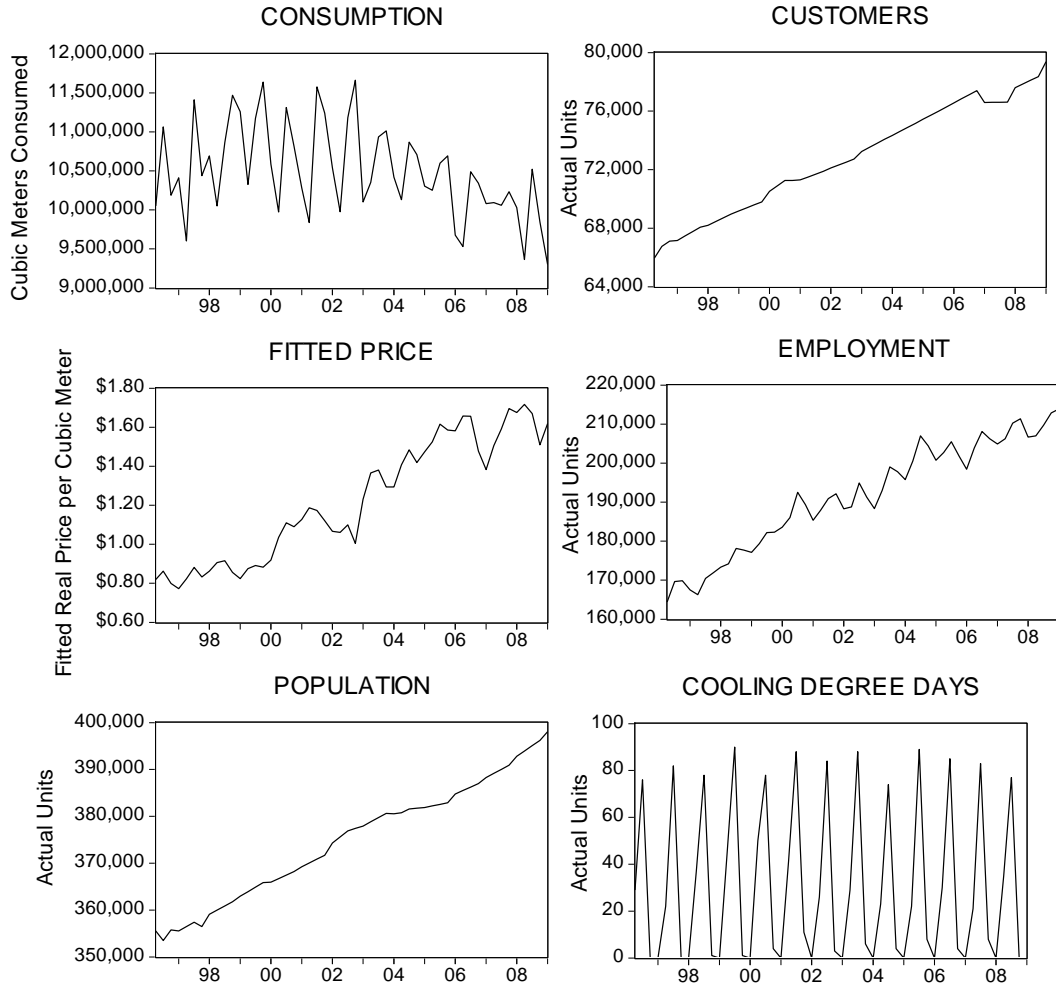 CONSUMPTION
Cubic Meters Consumed
12,000,000
11,500,000
11,000,000
10,500,000
10,000,000
9,500,000
9,000,000
98 00 02 04 06 08
CUSTOMERS
Actual Units
80,000
76,000
72,000
68,000
64,000
98 00 02 04 06 08
FITTED PRICE
Fitted Real Price per Cubic Meter
$1.80
$1.60
$1.40
$1.20
$1.00
$0.80
$0.60
98 00 02 04 06 08
EMPLOYMENT
Actual Units
220,000
210,000
200,000
190,000
180,000
170,000
160,000
98 00 02 04 06 08
POPULATION
Actual Units
400,000
390,000
380,000
370,000
360,000
350,000
98 00 02 04 06 08
COOLING DEGREE DAYS
Actual Units
100
80
60
40
20
0
98 00 02 04 06 08